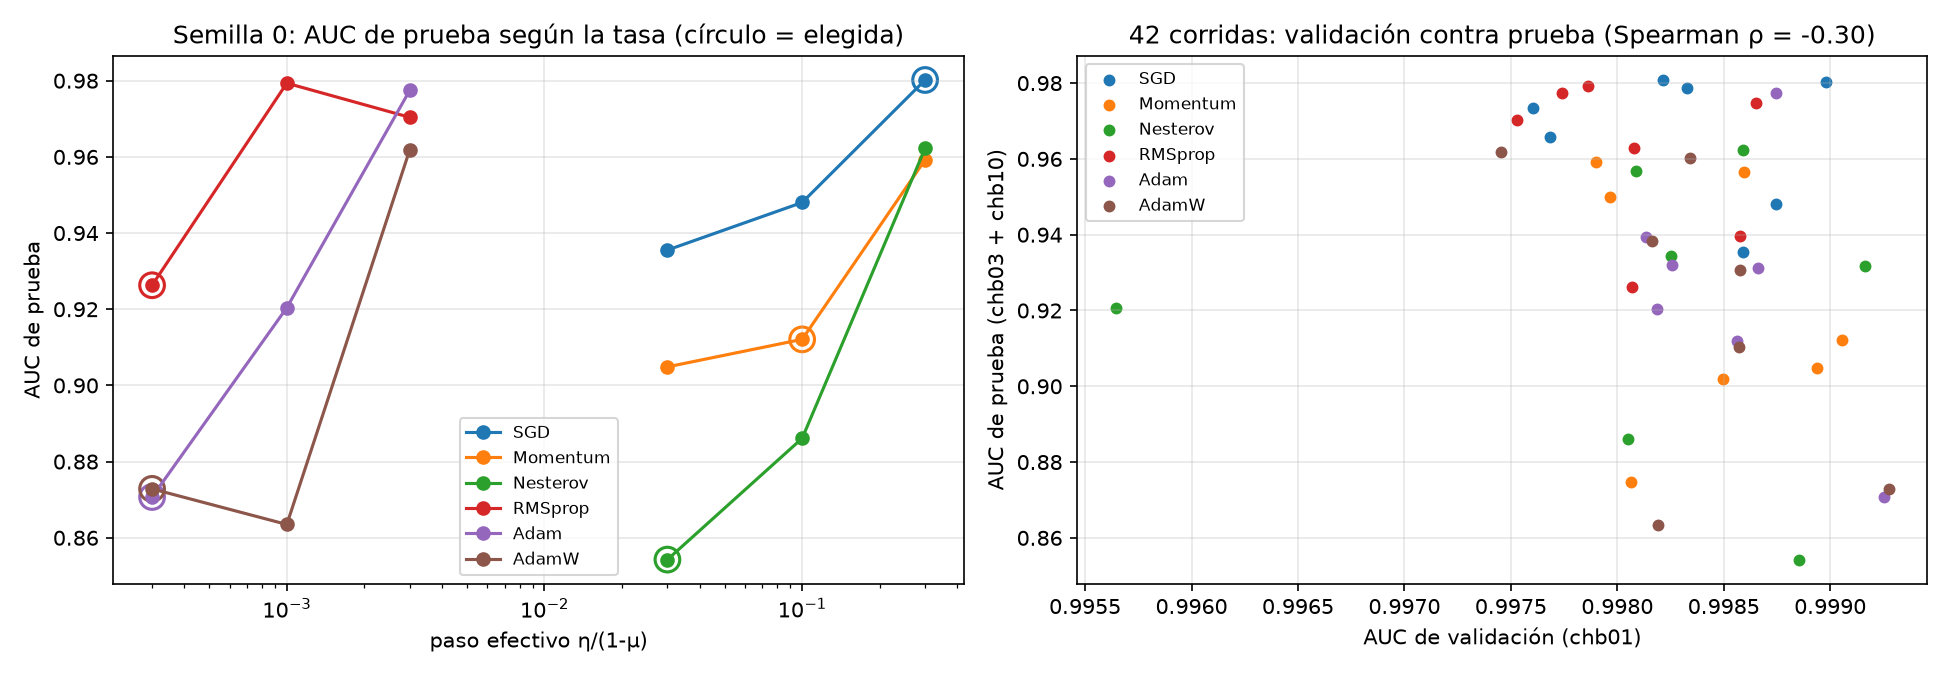 Semilla 0: AUC de prueba según la tasa (círculo = elegida)
AUC de prueba
0.98
0.96
0.94
0.92
0.90
0.88
0.86
SGD
Momentum
Nesterov
RMSprop
Adam
AdamW
10⁻³
10⁻²
10⁻¹
paso efectivo η/(1-μ)
42 corridas: validación contra prueba (Spearman ρ = -0.30)
AUC de prueba (chb03 + chb10)
0.98
0.96
0.94
0.92
0.90
0.88
0.86
SGD
Momentum
Nesterov
RMSprop
Adam
AdamW
0.9955
0.9960
0.9965
0.9970
0.9975
0.9980
0.9985
0.9990
AUC de validación (chb01)